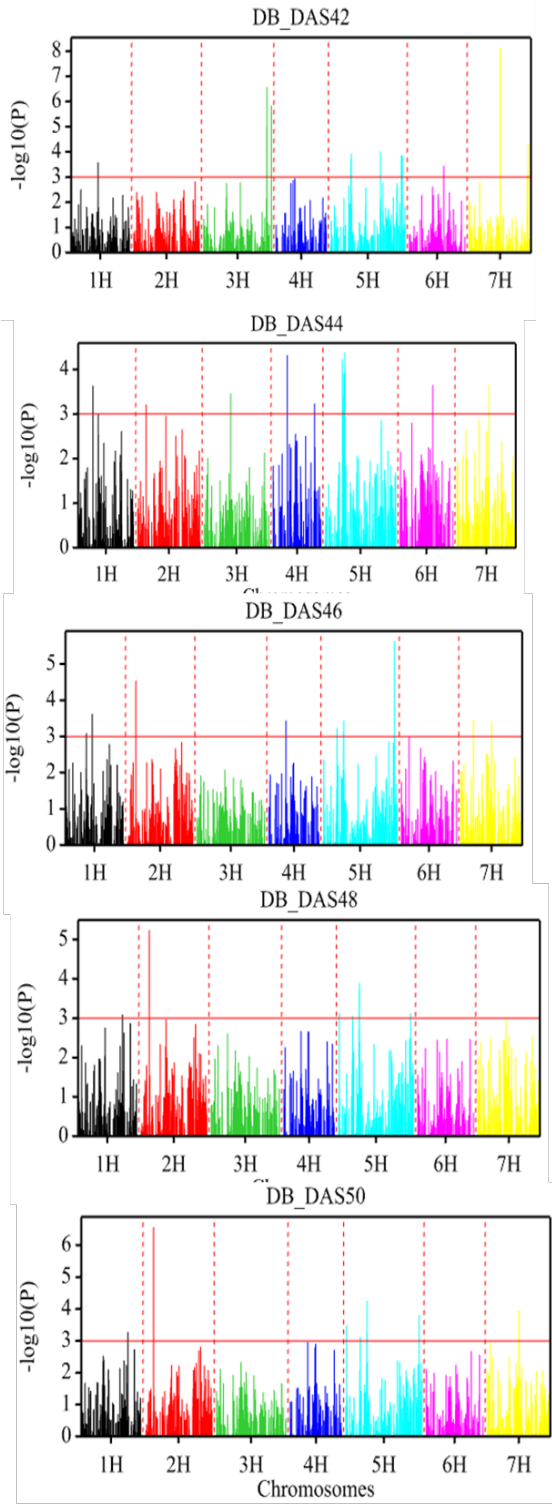 DB_DAS42
-log10(P)
8
7
6
5
4
3
2
1
0
1H 2H 3H 4H 5H 6H 7H
DB_DAS44
-log10(P)
4
3
2
1
0
1H 2H 3H 4H 5H 6H 7H
DB_DAS46
-log10(P)
5
4
3
2
1
0
1H 2H 3H 4H 5H 6H 7H
DB_DAS48
-log10(P)
5
4
3
2
1
0
1H 2H 3H 4H 5H 6H 7H
DB_DAS50
-log10(P)
6
5
4
3
2
1
0
1H 2H 3H 4H 5H 6H 7H
Chromosomes